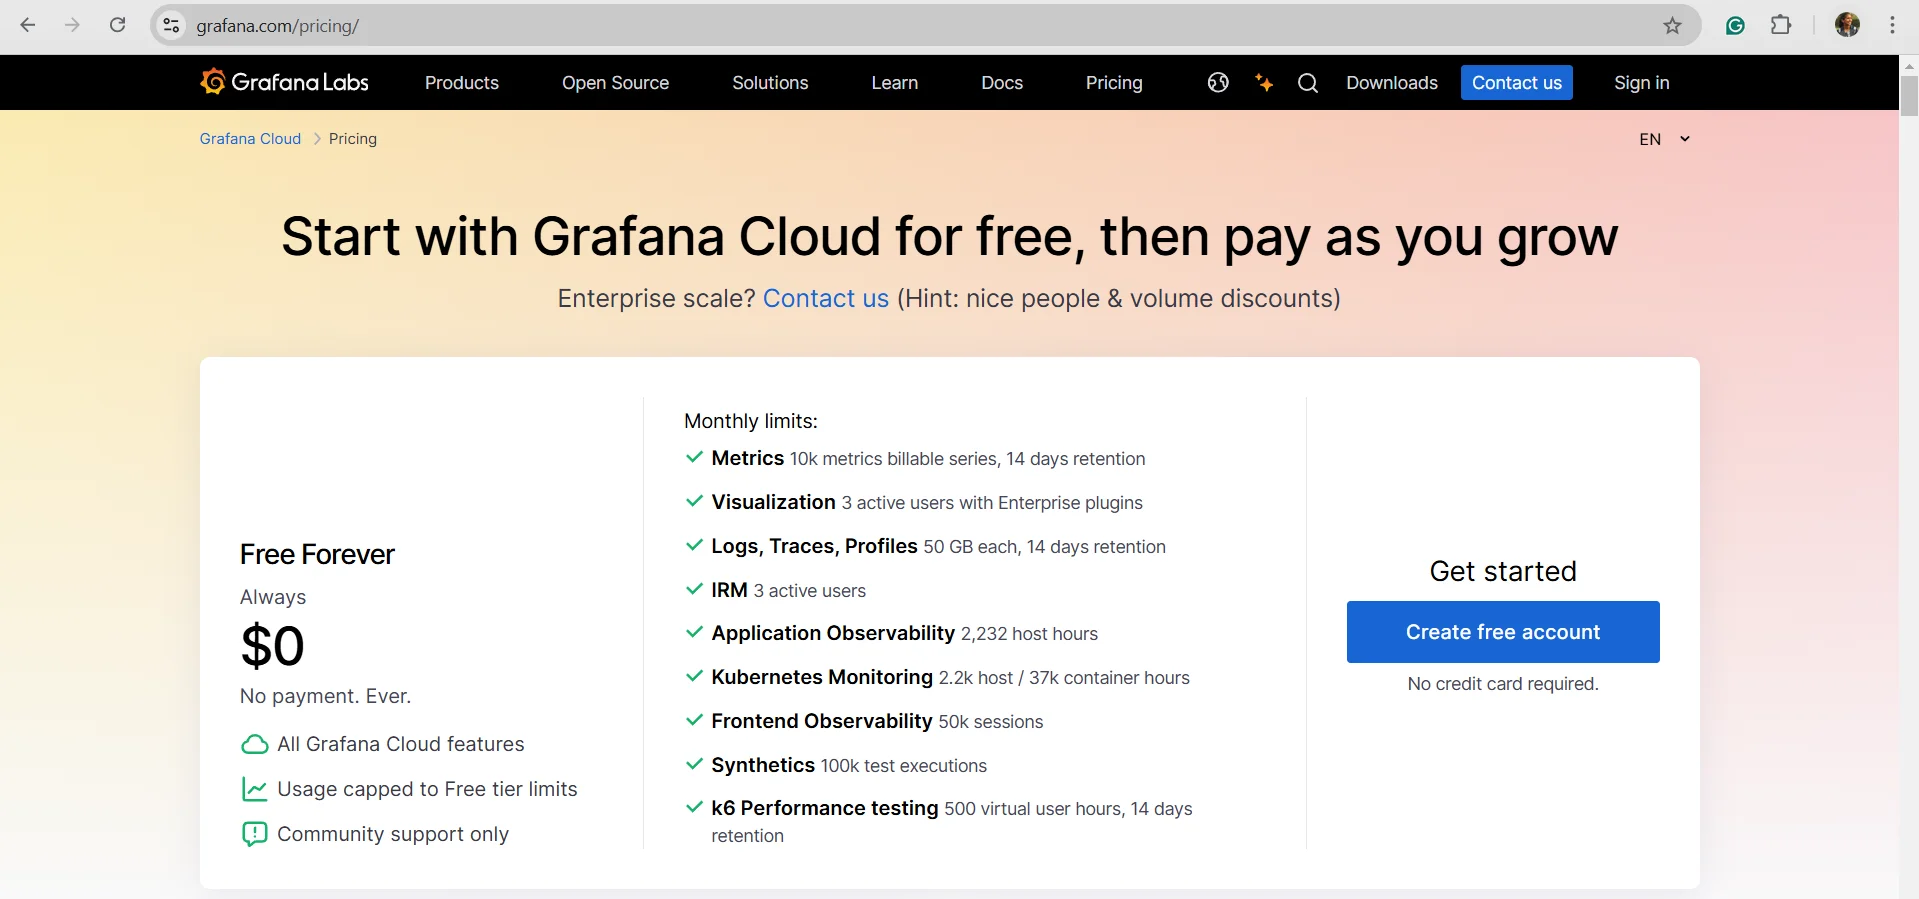 grafana.com/pricing/
Grafana Labs Products Open Source Solutions Learn Docs Pricing Downloads Contact us Sign in
Grafana Cloud Pricing EN
Start with Grafana Cloud for free, then pay as you grow
Enterprise scale? Contact us (Hint: nice people & volume discounts)
Free Forever
Always
$0
No payment. Ever.
All Grafana Cloud features
Usage capped to Free tier limits
Community support only
Monthly limits:
Metrics 10k metrics billable series, 14 days retention
Visualization 3 active users with Enterprise plugins
Logs, Traces, Profiles 50 GB each, 14 days retention
IRM 3 active users
Application Observability 2,232 host hours
Kubernetes Monitoring 2.2k host / 37k container hours
Frontend Observability 50k sessions
Synthetics 100k test executions
k6 Performance testing 500 virtual user hours, 14 days
retention
Get started
Create free account
No credit card required.